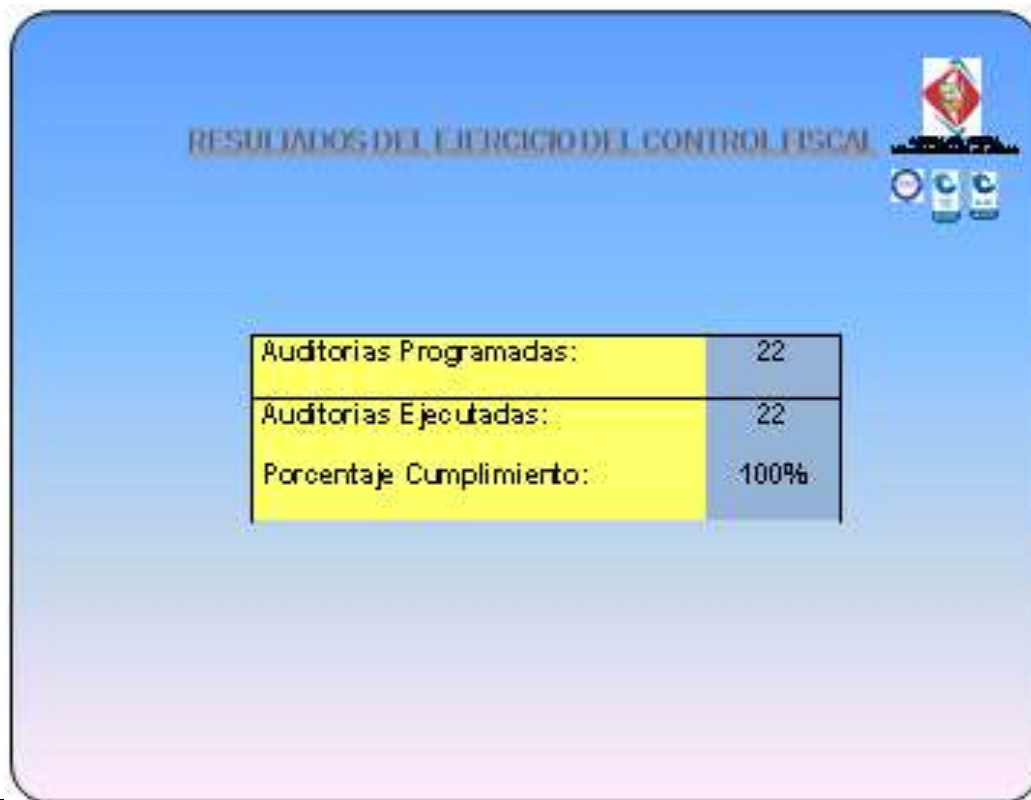 RESULTADOS DEL EJERCICIO DEL CONTROL FISCAL
Auditorias Programadas: 22
Auditorias Ejecutadas: 22
Porcentaje Cumplimiento: 100%